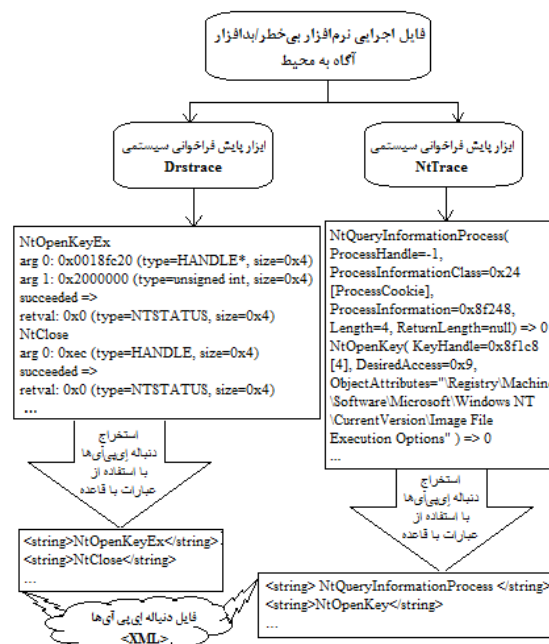 فایل اجرایی نرم‌افزار بی‌خطر/بدافزار
آگاه به محیط
ابزار پایش فراخوانی سیستمی
Drstrace
ابزار پایش فراخوانی سیستمی
NtTrace
NtOpenKeyEx
arg 0: 0x0018fc20 (type=HANDLE*, size=0x4)
arg 1: 0x2000000 (type=unsigned int, size=0x4)
succeeded =>
retval: 0x0 (type=NTSTATUS, size=0x4)
NtClose
arg 0: 0xec (type=HANDLE, size=0x4)
succeeded =>
retval: 0x0 (type=NTSTATUS, size=0x4)
...
NtQueryInformationProcess(
ProcessHandle=-1,
ProcessInformationClass=0x24
[ProcessCookie],
ProcessInformation=0x8f248,
Length=4, ReturnLength=null) => 0
NtOpenKey( KeyHandle=0x8f1c8
[4], DesiredAccess=0x9,
ObjectAttributes="\Registry\Machine
\Software\Microsoft\Windows NT
\CurrentVersion\Image File
Execution Options" ) => 0
...
استخراج
دنباله اِی‌پی‌آی‌ها
با استفاده از
عبارات با قاعده
استخراج
دنباله اِی‌پی‌آی‌ها
با استفاده از
عبارات با قاعده
<string>NtOpenKeyEx</string>
<string>NtClose</string>
...
<string> NtQueryInformationProcess </string>
<string>NtOpenKey</string>
...
فایل دنباله اِی‌پی آی‌ها
<XML>